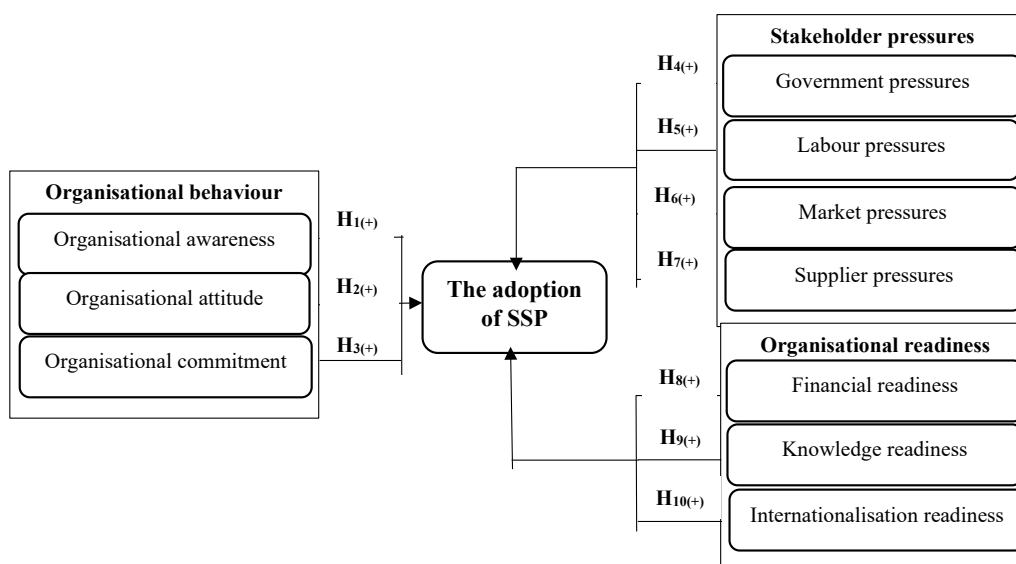 Organisational behaviour
Organisational awareness
Organisational attitude
Organisational commitment
H1(+)
H2(+)
H3(+)
The adoption
of SSP
H4(+)
H5(+)
H6(+)
H7(+)
Stakeholder pressures
Government pressures
Labour pressures
Market pressures
Supplier pressures
H8(+)
H9(+)
H10(+)
Organisational readiness
Financial readiness
Knowledge readiness
Internationalisation readiness